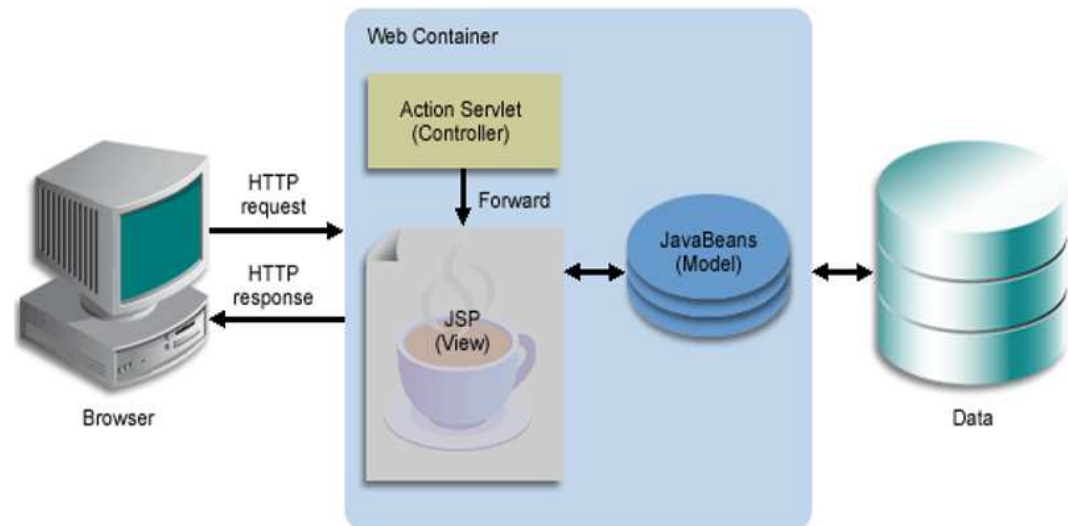 Web Container
Action Servlet
(Controller)
HTTP
request
Forward
HTTP
response
JSP
(View)
JavaBeans
(Model)
Browser
Data